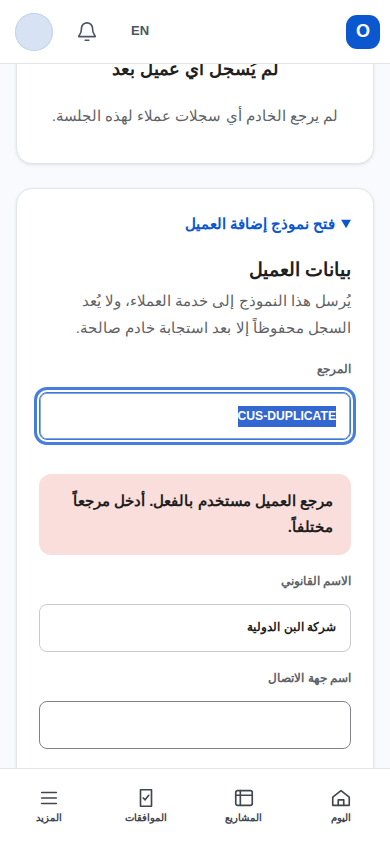 O
EN
لم يُسجل أي عميل بعد
لم يرجع الخادم أي سجلات عملاء لهذه الجلسة.
▼ فتح نموذج إضافة العميل
بيانات العميل
يُرسل هذا النموذج إلى خدمة العملاء، ولا يُعد
السجل محفوظاً إلا بعد استجابة خادم صالحة.
المرجع
CUS-DUPLICATE
مرجع العميل مستخدم بالفعل. أدخل مرجعاً
مختلفاً.
الاسم القانوني
شركة البن الدولية
اسم جهة الاتصال
اليوم
المشاريع
الموافقات
المزيد